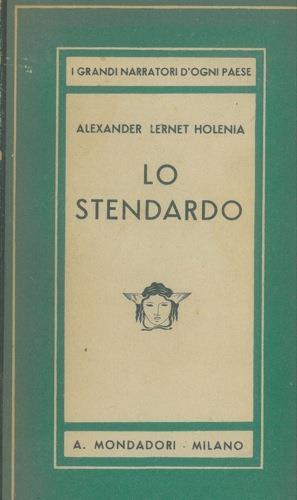 I GRANDI NARRATORI D'OGNI PAESE
ALEXANDER LERNET HOLENIA
LO
STENDARDO
A. MONDADORI · MILANO